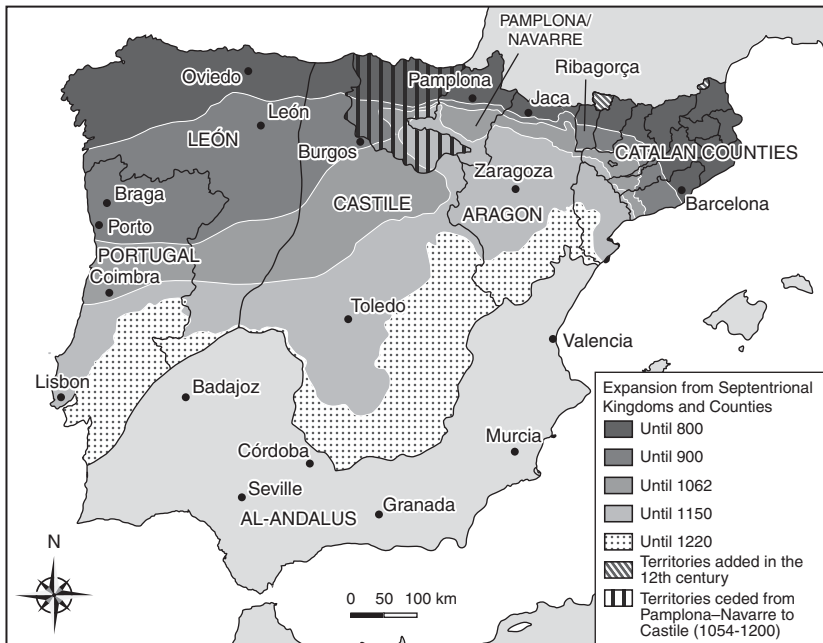 PAMPLONA/
NAVARRE
Ribagorça
Oviedo
Pamplona
Jaca
León
LEÓN
Burgos
CATALAN COUNTIES
Zaragoza
Braga
CASTILE
ARAGON
Barcelona
Porto
PORTUGAL
Coimbra
Toledo
Valencia
Lisbon
Badajoz
Córdoba
Murcia
Seville
Granada
AL-ANDALUS
N
0 50 100 km
Expansion from Septentrional
Kingdoms and Counties
Until 800
Until 900
Until 1062
Until 1150
Until 1220
Territories added in the
12th century
Territories ceded from
Pamplona–Navarre to
Castile (1054-1200)